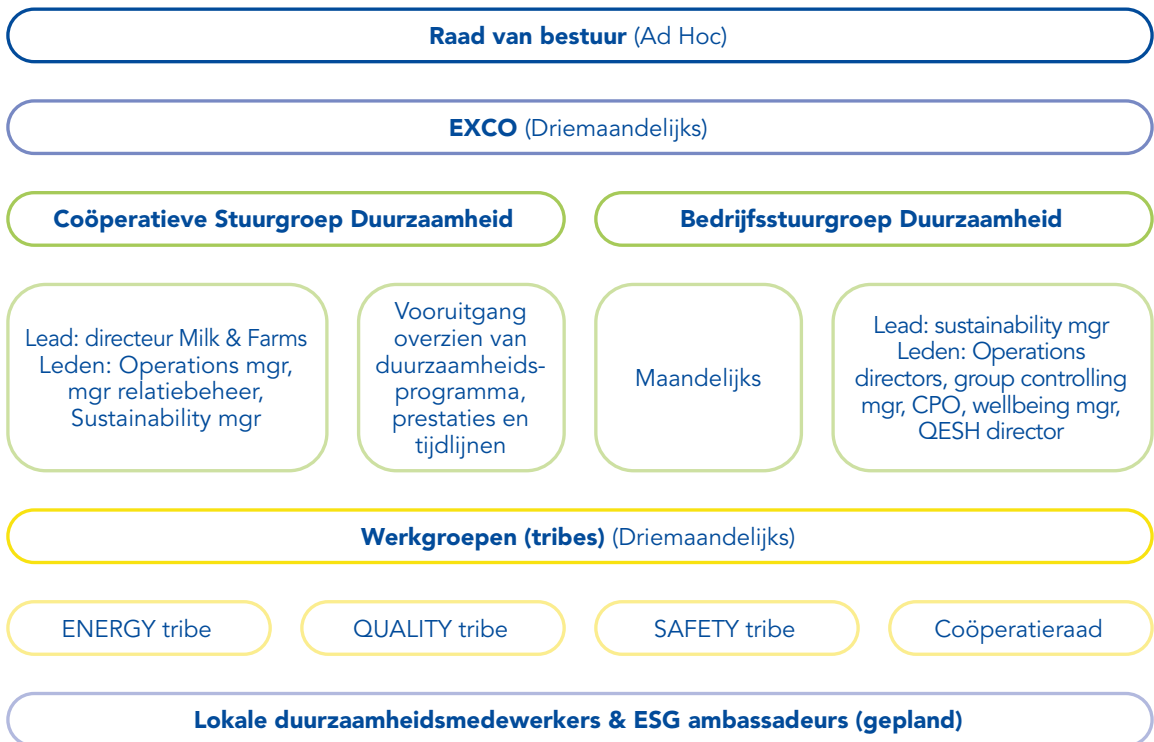 Raad van bestuur (Ad Hoc)
EXCO (Driemaandelijks)
Coöperatieve Stuurgroep Duurzaamheid
Bedrijfsstuurgroep Duurzaamheid
Lead: directeur Milk & Farms
Leden: Operations mgr,
mgr relatiebeheer,
Sustainability mgr
Vooruitgang
overzien van
duurzaamheids-
programma,
prestaties en
tijdlijnen
Maandelijks
Lead: sustainability mgr
Leden: Operations
directors, group controlling
mgr, CPO, wellbeing mgr,
QESH director
Werkgroepen (tribes) (Driemaandelijks)
ENERGY tribe
QUALITY tribe
SAFETY tribe
Coöperatieraad
Lokale duurzaamheidsmedewerkers & ESG ambassadeurs (gepland)